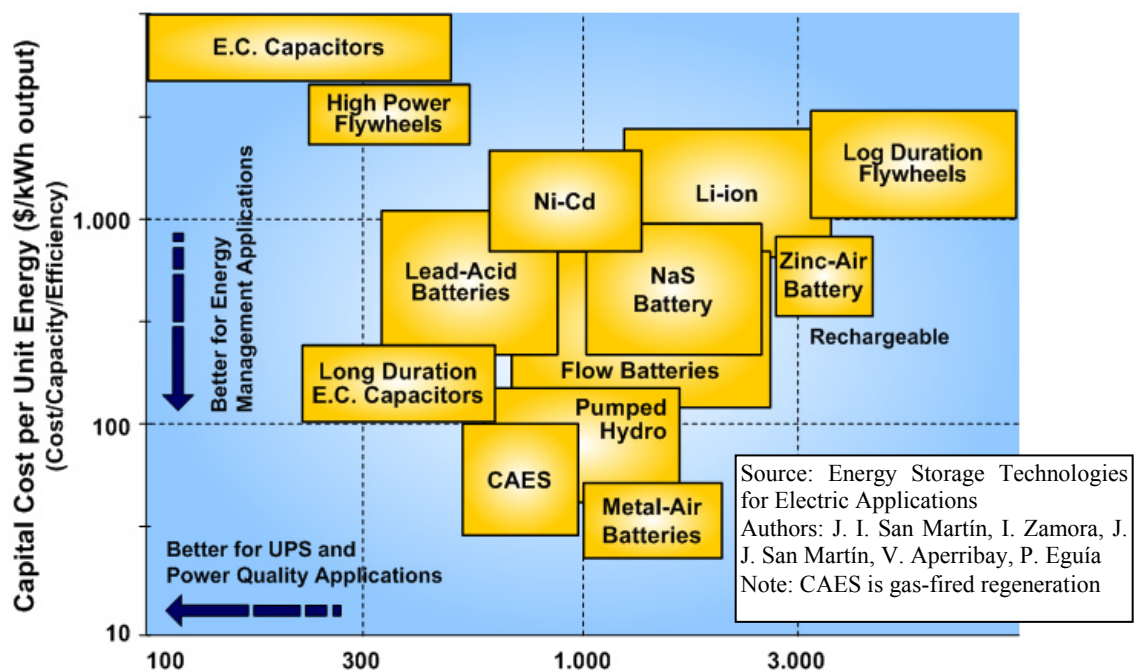 Capital Cost per Unit Energy ($/kWh output)
(Cost/Capacity/Efficiency)
E.C. Capacitors
High Power
Flywheels
Log Duration
Flywheels
Ni-Cd
Li-ion
1.000
Better for Energy
Management Applications
Lead-Acid
Batteries
NaS
Battery
Zinc-Air
Battery
Rechargeable
Long Duration
E.C. Capacitors
Flow Batteries
Pumped
Hydro
100
CAES
Metal-Air
Batteries
Source: Energy Storage Technologies
for Electric Applications
Authors: J. I. San Martín, I. Zamora, J.
J. San Martín, V. Aperribay, P. Eguía
Note: CAES is gas-fired regeneration
Better for UPS and
Power Quality Applications
10
100 300 1.000 3.000